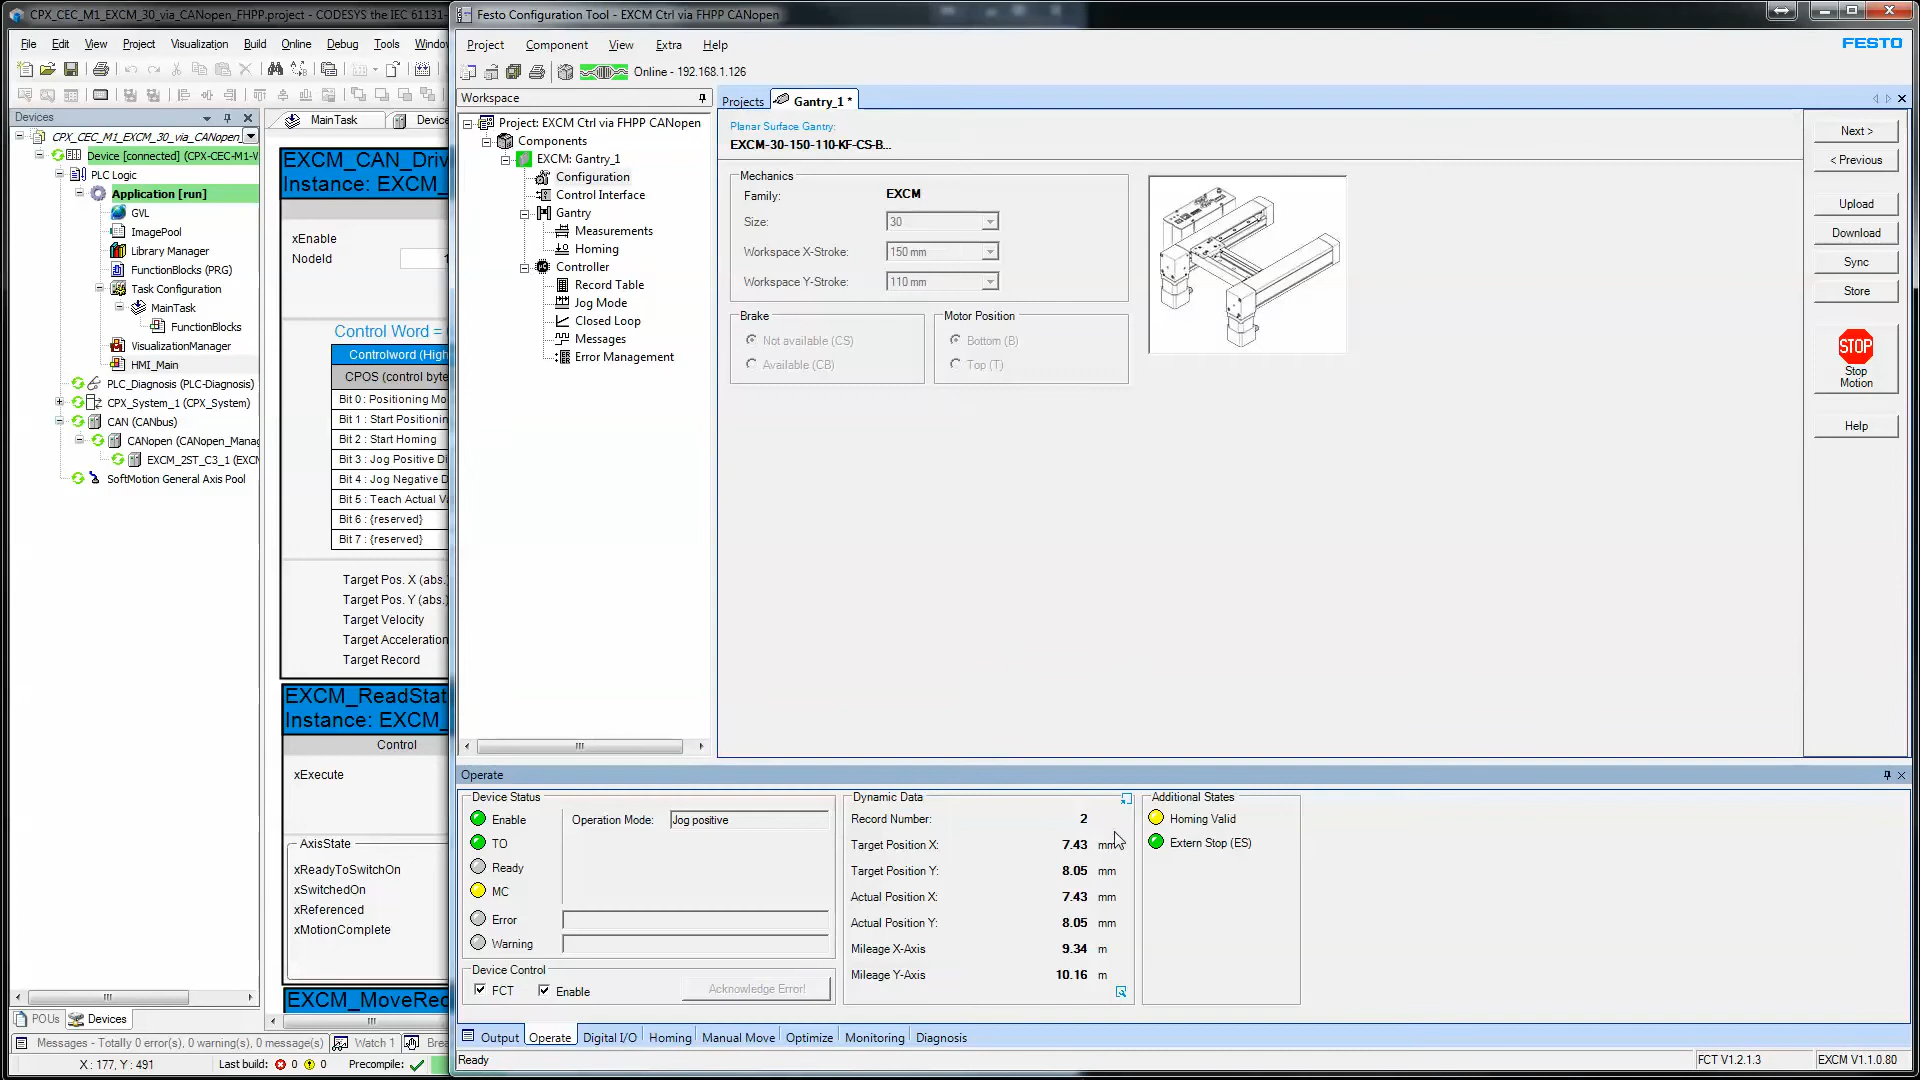 CPX_CEC_M1_EXCM_30_via_CANopen_FHPP.project - CODESYS the IEC 61131-
File Edit View Project Visualization Build Online Debug Tools Window
Devices
CPX_CEC_M1_EXCM_30_via_CANopen
Device [connected] (CPX-CEC-M1-V
PLC Logic
Application [run]
GVL
ImagePool
Library Manager
FunctionBlocks (PRG)
Task Configuration
MainTask
FunctionBlocks
VisualizationManager
HMI_Main
PLC_Diagnosis (PLC-Diagnosis)
CPX_System_1 (CPX_System)
CAN (CANbus)
CANopen (CANopen_Manag
EXCM_2ST_C3_1 (EXCM
SoftMotion General Axis Pool
POUs Devices
Messages - Totally 0 error(s), 0 warning(s), 0 message(s) Watch 1 Brea
X : 177, Y : 491 Last build: 0 0 Precompile:
MainTask Device
EXCM_CAN_Driv
Instance: EXCM_
xEnable
NodeId 1
Control Word =
Controlword (High
CPOS (control byte
Bit 0 : Positioning Mo
Bit 1 : Start Positionin
Bit 2 : Start Homing
Bit 3 : Jog Positive Di
Bit 4 : Jog Negative D
Bit 5 : Teach Actual Va
Bit 6 : {reserved}
Bit 7 : {reserved}
Target Pos. X (abs.
Target Pos. Y (abs.)
Target Velocity
Target Acceleration
Target Record
EXCM_ReadStat
Instance: EXCM_
Control
xExecute
AxisState
xReadyToSwitchOn
xSwitchedOn
xReferenced
xMotionComplete
EXCM_MoveRec
Festo Configuration Tool - EXCM Ctrl via FHPP CANopen
Project Component View Extra Help
FESTO
Online - 192.168.1.126
Workspace
Project: EXCM Ctrl via FHPP CANopen
Components
EXCM: Gantry_1
Configuration
Control Interface
Gantry
Measurements
Homing
Controller
Record Table
Jog Mode
Closed Loop
Messages
Error Management
Projects Gantry_1 *
Planar Surface Gantry:
EXCM-30-150-110-KF-CS-B...
Mechanics
Family: EXCM
Size: 30
Workspace X-Stroke: 150 mm
Workspace Y-Stroke: 110 mm
Brake
Not available (CS)
Available (CB)
Motor Position
Bottom (B)
Top (T)
Next >
< Previous
Upload
Download
Sync
Store
STOP
Stop
Motion
Help
Operate
Device Status
Enable
TO
Ready
MC
Error
Warning
Operation Mode: Jog positive
Device Control
FCT Enable Acknowledge Error!
Dynamic Data
Record Number: 2
Target Position X: 7.43 mm
Target Position Y: 8.05 mm
Actual Position X: 7.43 mm
Actual Position Y: 8.05 mm
Mileage X-Axis 9.34 m
Mileage Y-Axis 10.16 m
Additional States
Homing Valid
Extern Stop (ES)
Output Operate Digital I/O Homing Manual Move Optimize Monitoring Diagnosis
Ready FCT V1.2.1.3 EXCM V1.1.0.80